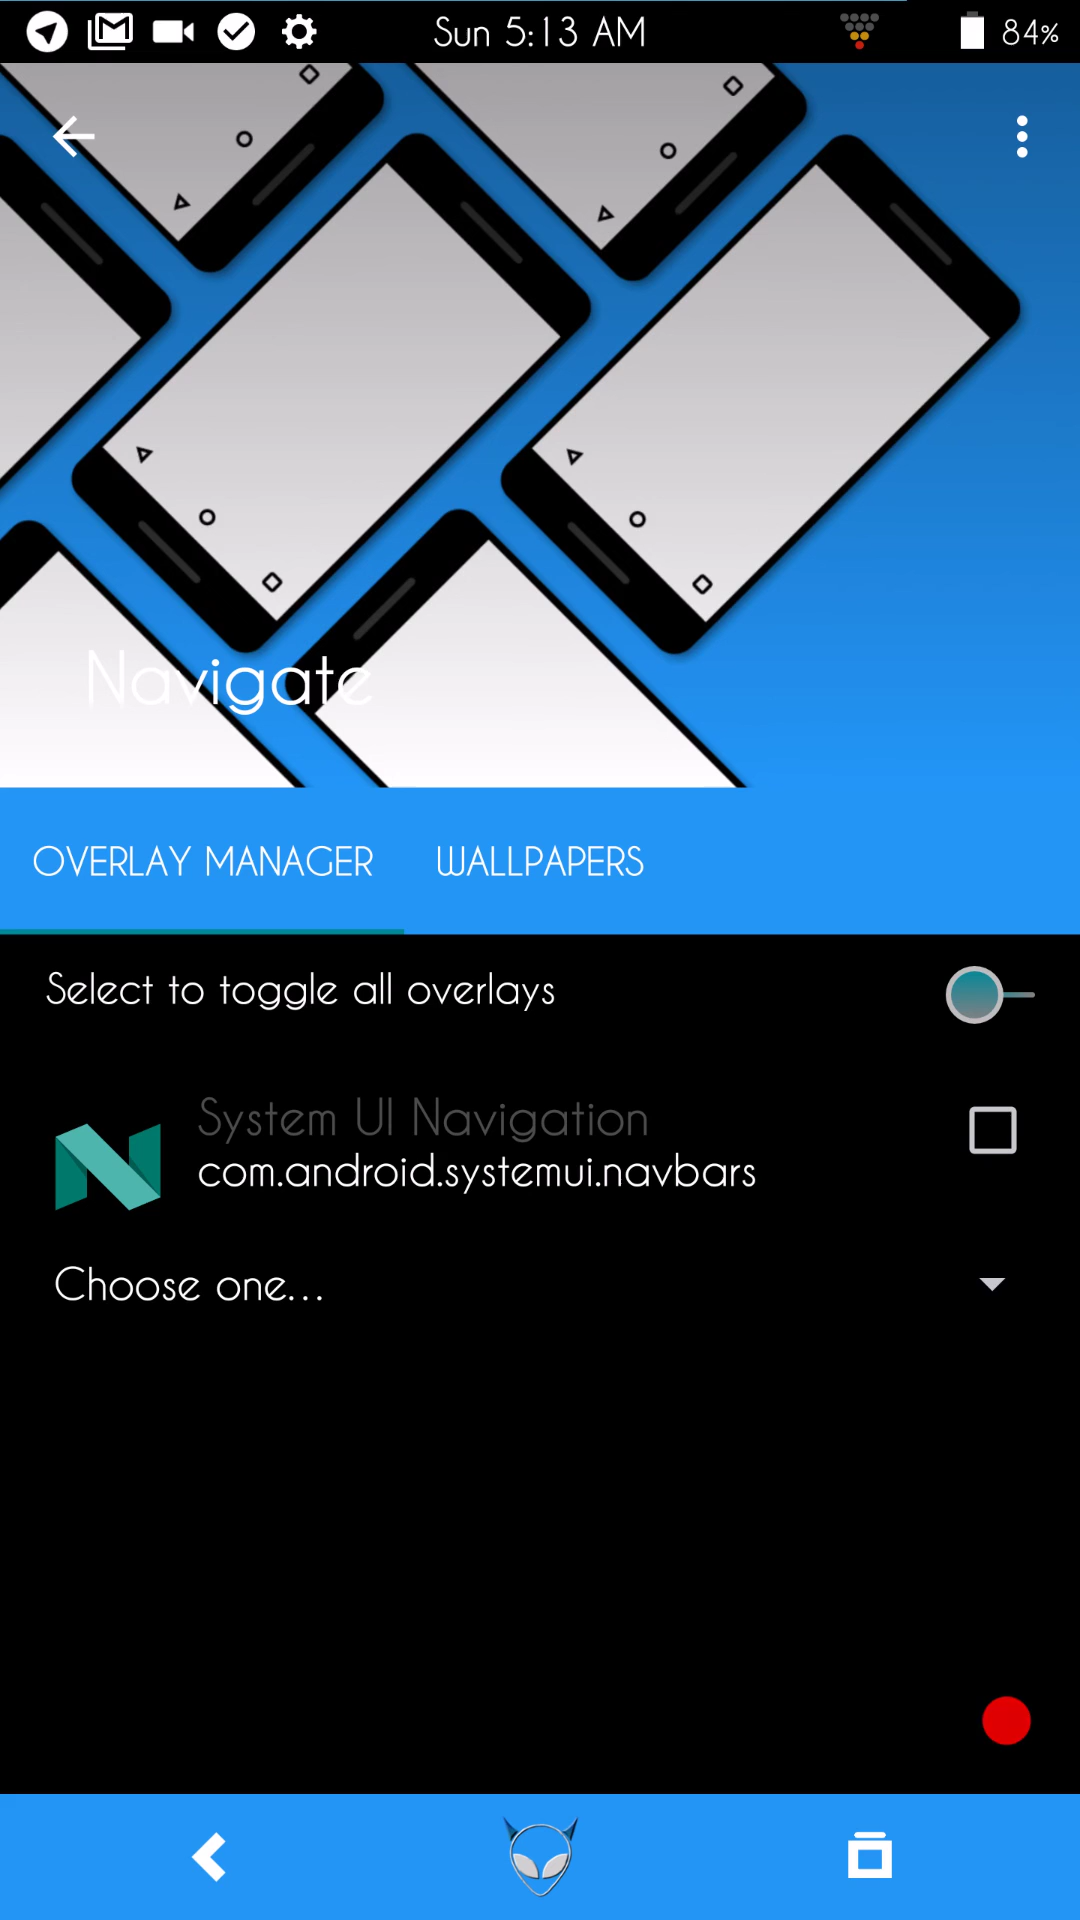 Sun 5:13 AM
84%
Navigate
OVERLAY MANAGER WALLPAPERS
Select to toggle all overlays
System UI Navigation
com.android.systemui.navbars
Choose one...